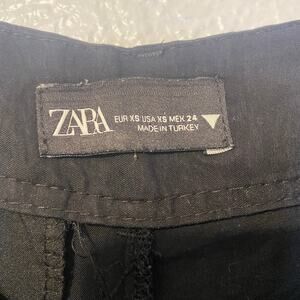 ZARA
EUR XS USA XS MEX 24
MADE IN TURKEY